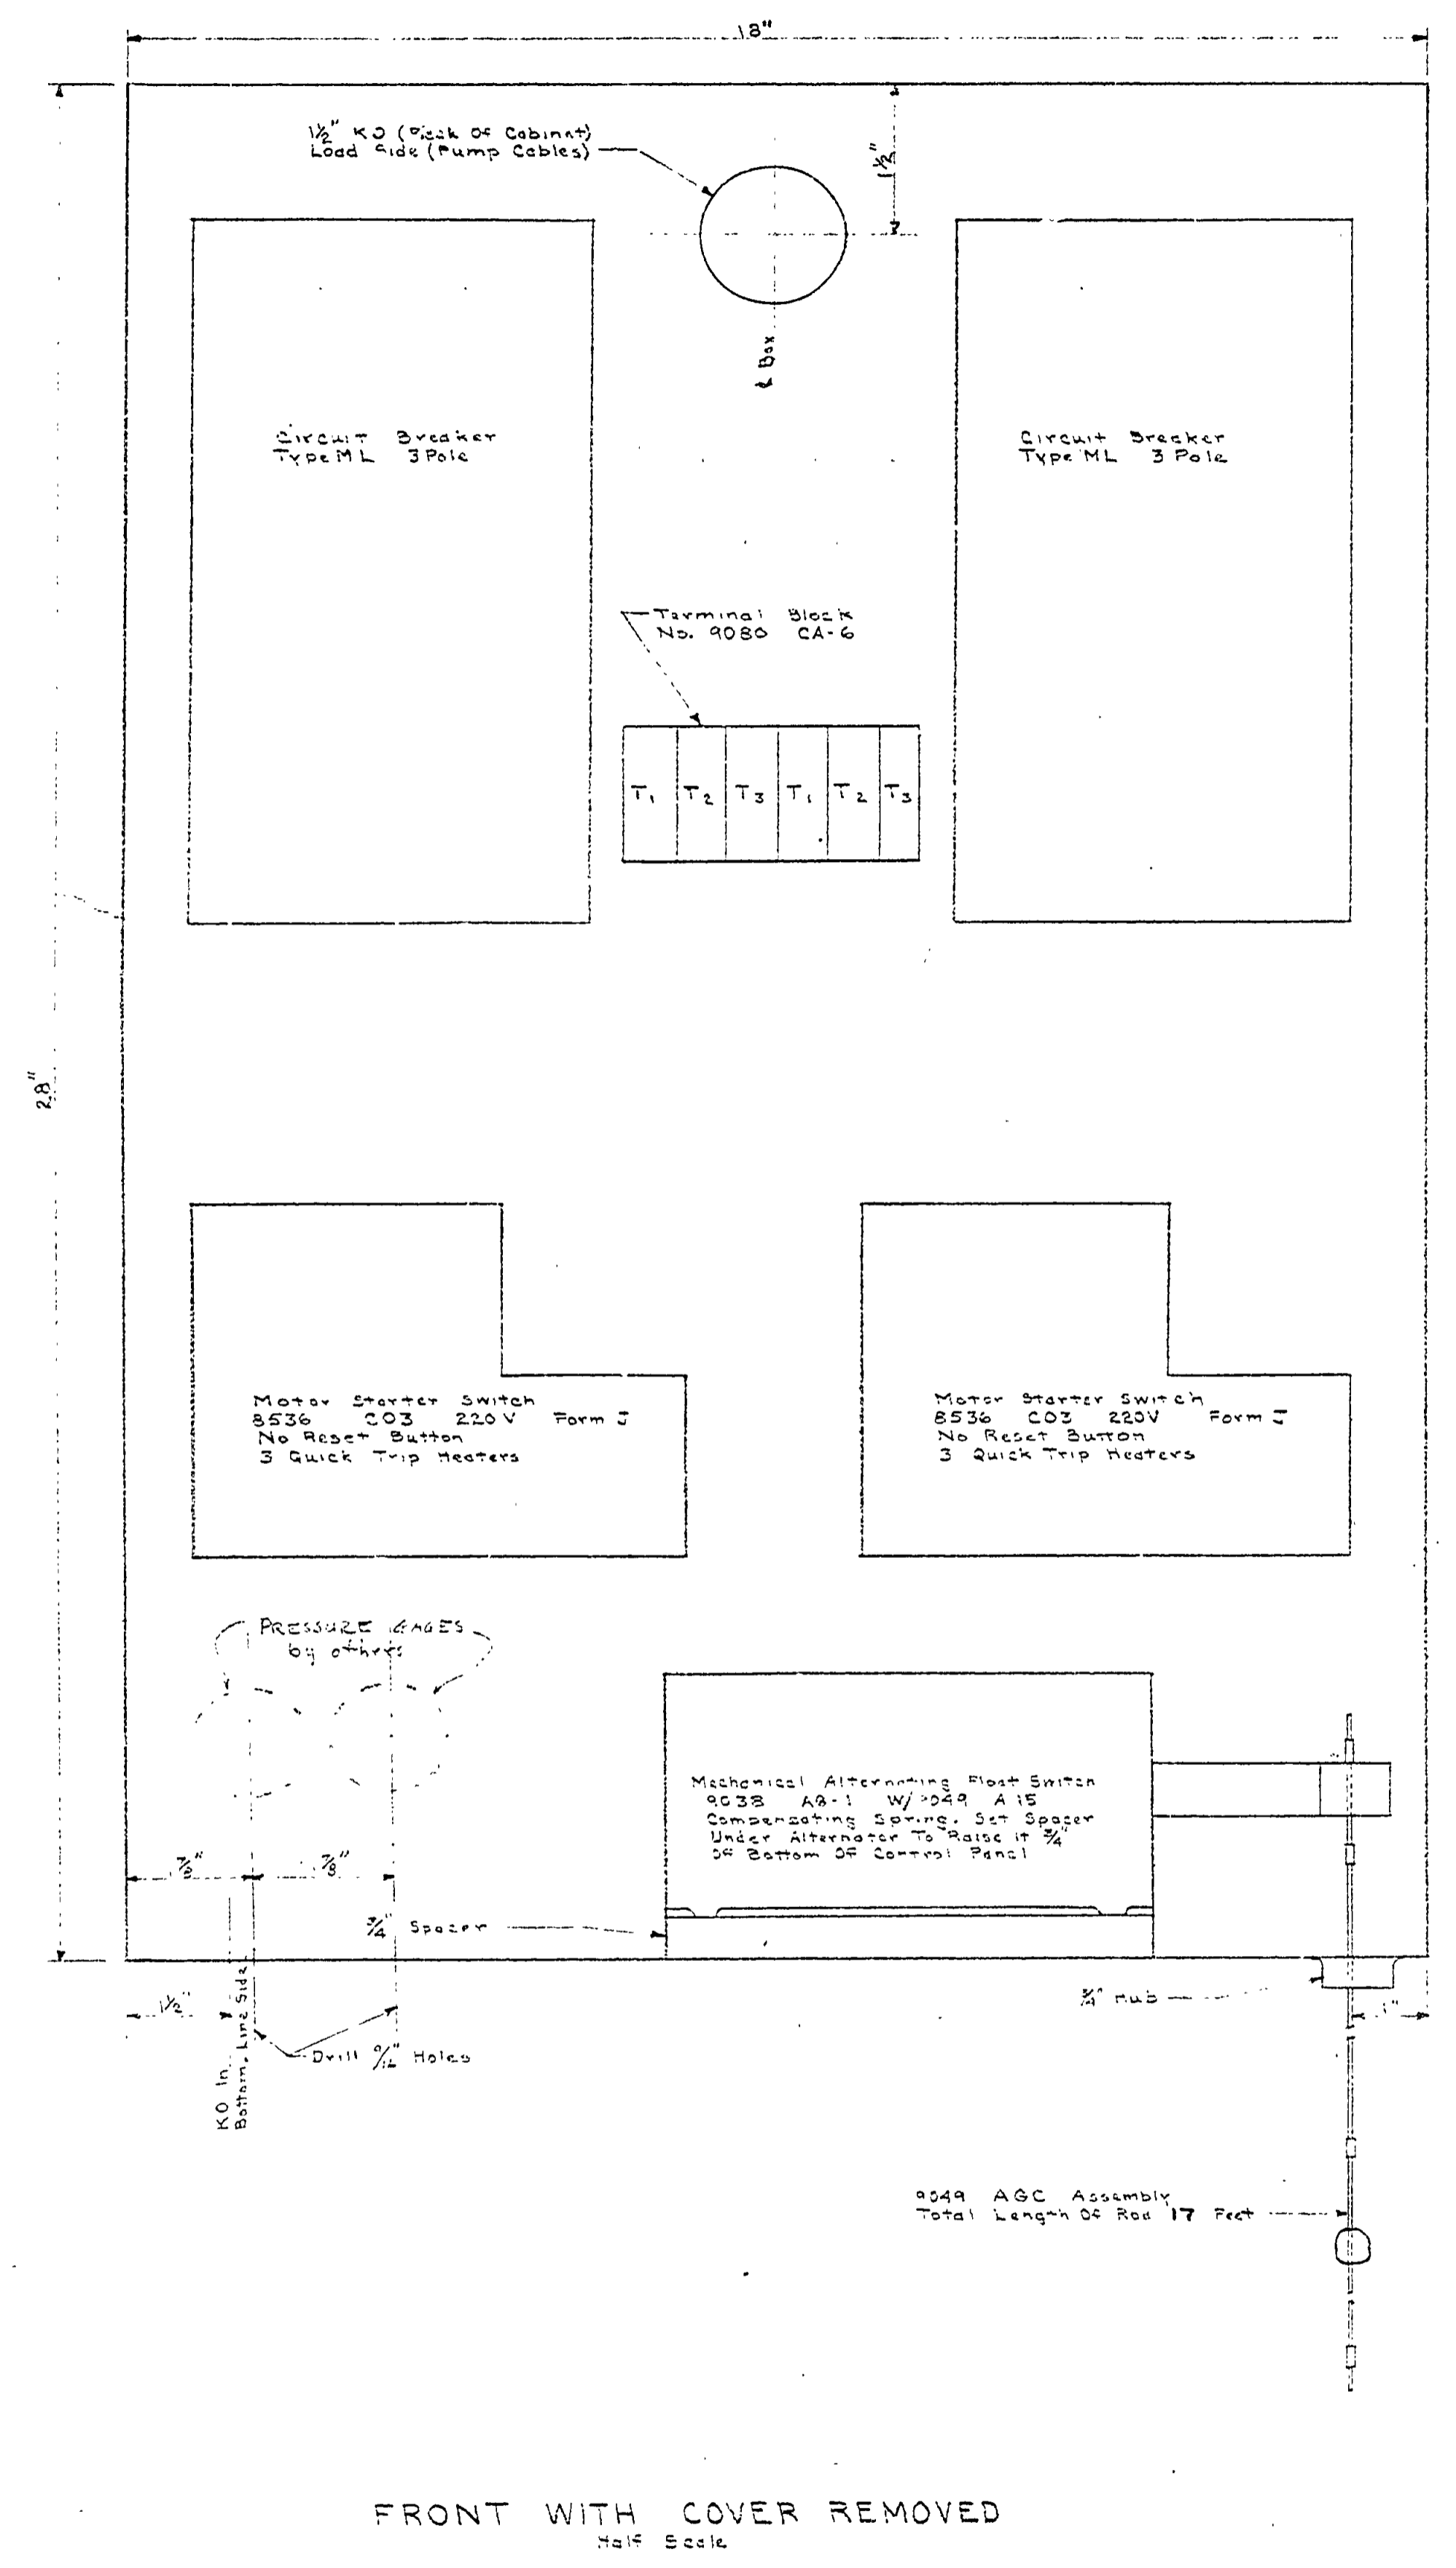 18"
1½" KO (Back Of Cabinet)
Load Side (Pump Cables)
1½"
℄ Box
Circuit Breaker
Type ML 3 Pole
Circuit Breaker
Type ML 3 Pole
Terminal Block
No. 9080 CA-6
T1 T2 T3 T1 T2 T3
28"
Motor Starter Switch
8536 CO3 220V Form J
No Reset Button
3 Quick Trip Heaters
Motor Starter Switch
8536 CO3 220V Form J
No Reset Button
3 Quick Trip Heaters
PRESSURE GAGES
by others
Mechanical Alternating Float Switch
9038 AB-1 W/9049 A15
Compensating Spring. Set Spacer
Under Alternator To Raise It ¾"
Of Bottom Of Control Panel
7/8"
¾" Spacer
1½"
KO In
Bottom, Line Side
Drill Holes
¾" Hub
1"
9049 AGC Assembly
Total Length Of Rod 17 Feet
FRONT WITH COVER REMOVED
Half Scale